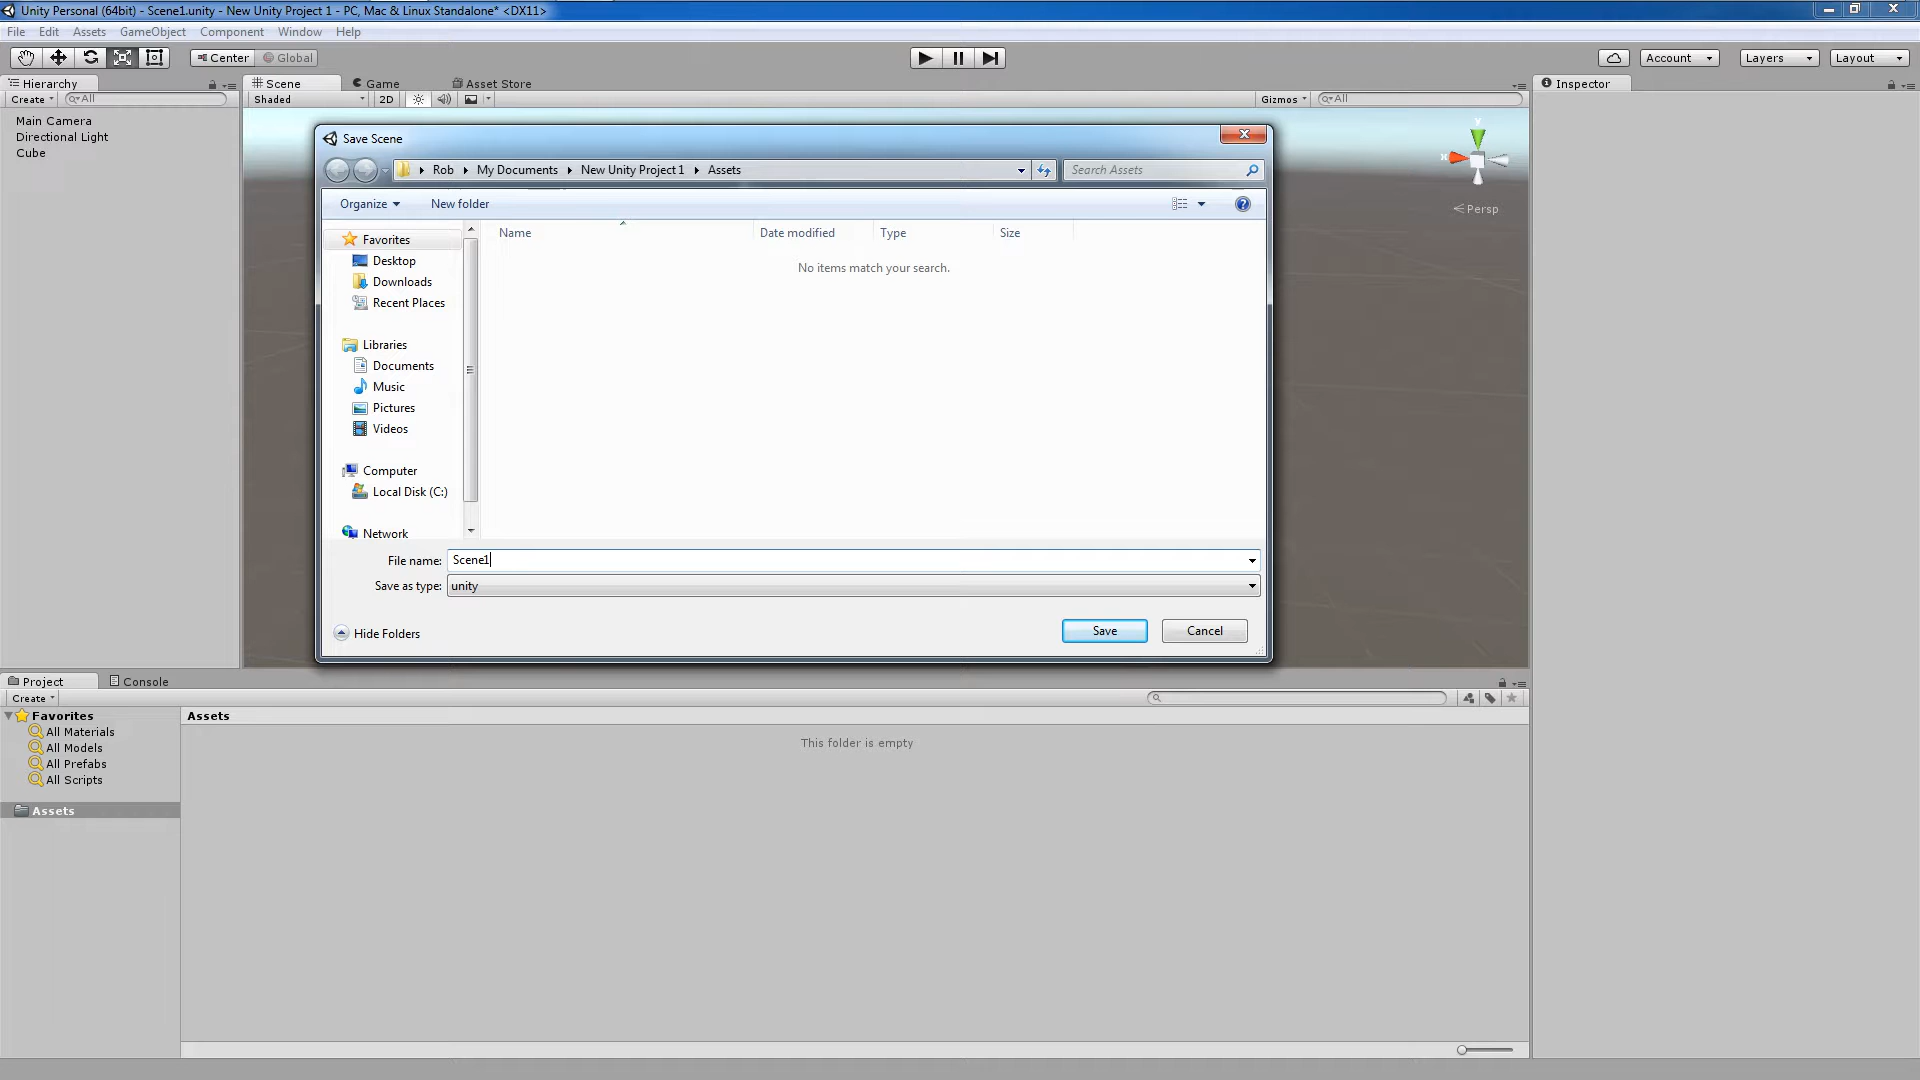 Unity Personal (64bit) - Scene1.unity - New Unity Project 1 - PC, Mac & Linux Standalone* <DX11>
File Edit Assets GameObject Component Window Help
Center Global Account Layers Layout
Hierarchy Scene Game Asset Store Inspector
Create All Shaded 2D Gizmos All
Main Camera
Directional Light
Cube
y
x
Persp
Save Scene
Rob My Documents New Unity Project 1 Assets Search Assets
Organize New folder
Name Date modified Type Size
No items match your search.
Favorites
Desktop
Downloads
Recent Places
Libraries
Documents
Music
Pictures
Videos
Computer
Local Disk (C:)
Network
File name: Scene1
Save as type: unity
Hide Folders Save Cancel
Project Console
Create
Favorites
All Materials
All Models
All Prefabs
All Scripts
Assets
Assets
This folder is empty